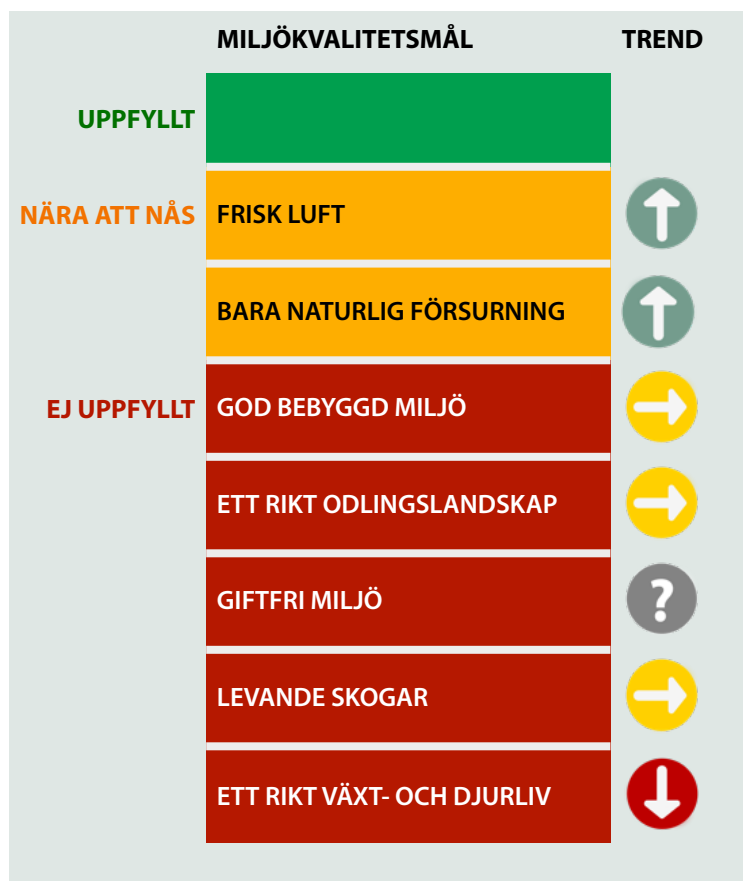 MILJÖKVALITETSMÅL TREND
UPPFYLLT
NÄRA ATT NÅS FRISK LUFT
BARA NATURLIG FÖRSURNING
EJ UPPFYLLT GOD BEBYGGD MILJÖ
ETT RIKT ODLINGSLANDSKAP
GIFTFRI MILJÖ ?
LEVANDE SKOGAR
ETT RIKT VÄXT- OCH DJURLIV